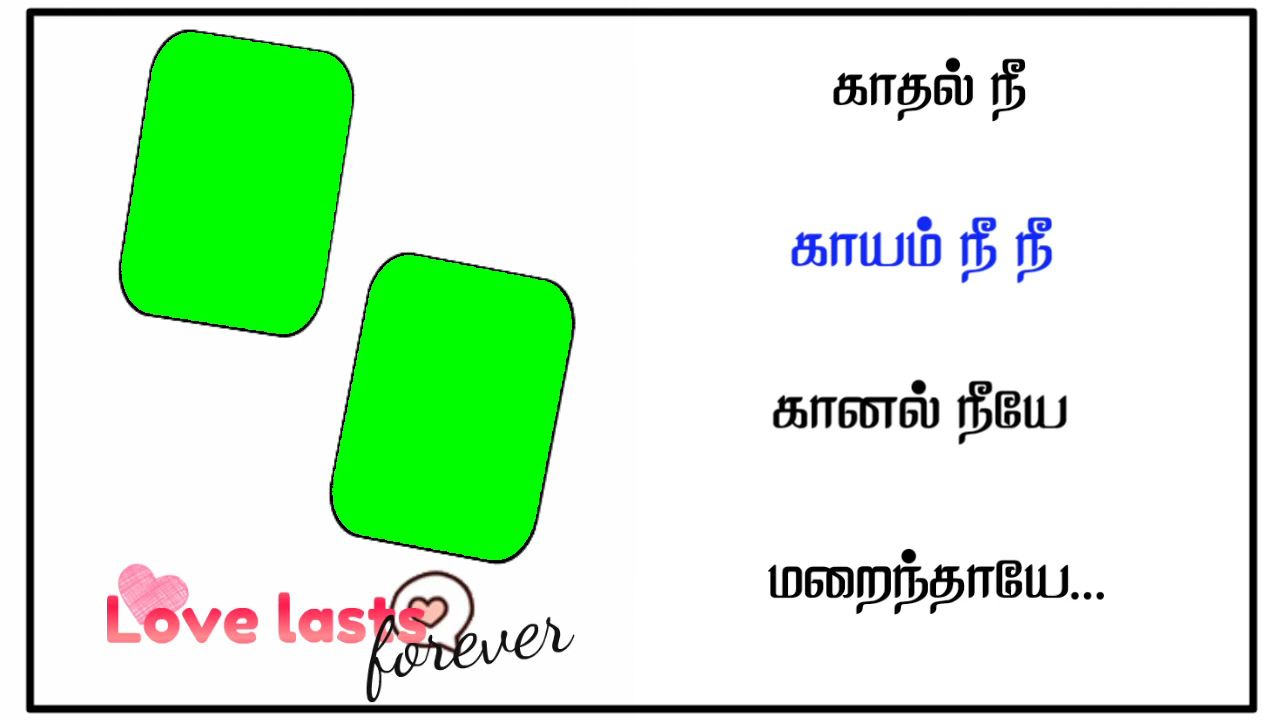 காதல் நீ
காயம் நீ நீ
கானல் நீயே
மறைந்தாயே...
Love lasts
forever